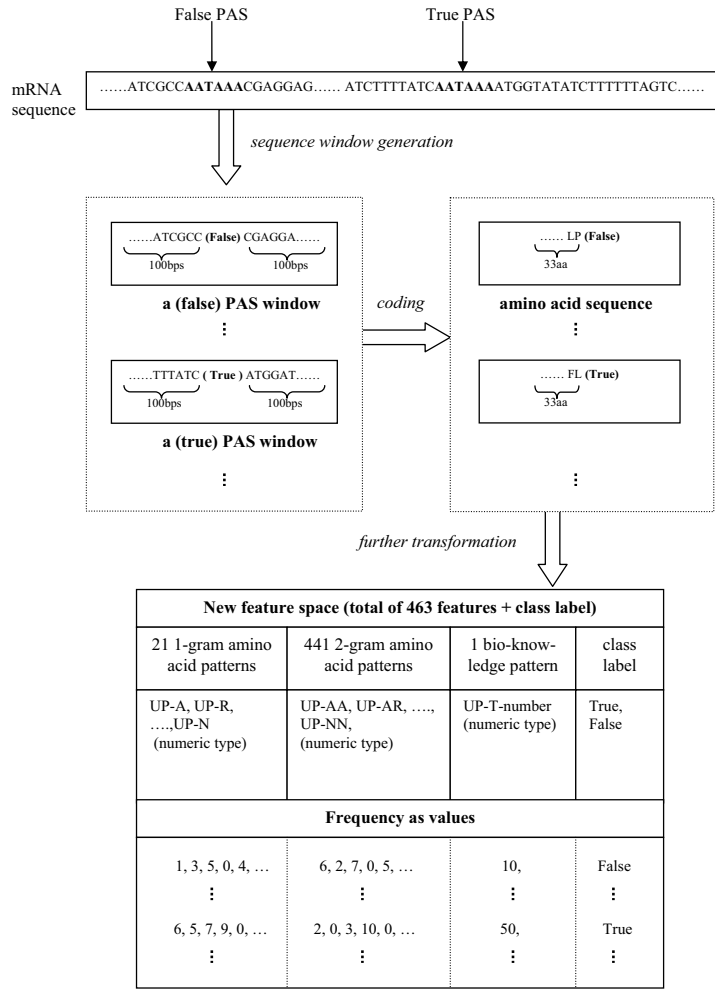 False PAS
True PAS
mRNA
sequence
……ATCGCCAATAAACGAGGAG…… ATCTTTTATCAATAAAATGGTATATCTTTTTTAGTC……
sequence window generation
……ATCGCC (False) CGAGGA……
100bps
100bps
a (false) PAS window
……TTTATC ( True ) ATGGAT……
100bps
100bps
a (true) PAS window
coding
…… LP (False)
33aa
amino acid sequence
…… FL (True)
33aa
further transformation
New feature space (total of 463 features + class label)
21 1-gram amino
acid patterns
441 2-gram amino
acid patterns
1 bio-know-
ledge pattern
class
label
UP-A, UP-R,
….,UP-N
(numeric type)
UP-AA, UP-AR, ….,
UP-NN,
(numeric type)
UP-T-number
(numeric type)
True,
False
Frequency as values
1, 3, 5, 0, 4, …
6, 2, 7, 0, 5, …
10,
False
6, 5, 7, 9, 0, …
2, 0, 3, 10, 0, …
50,
True